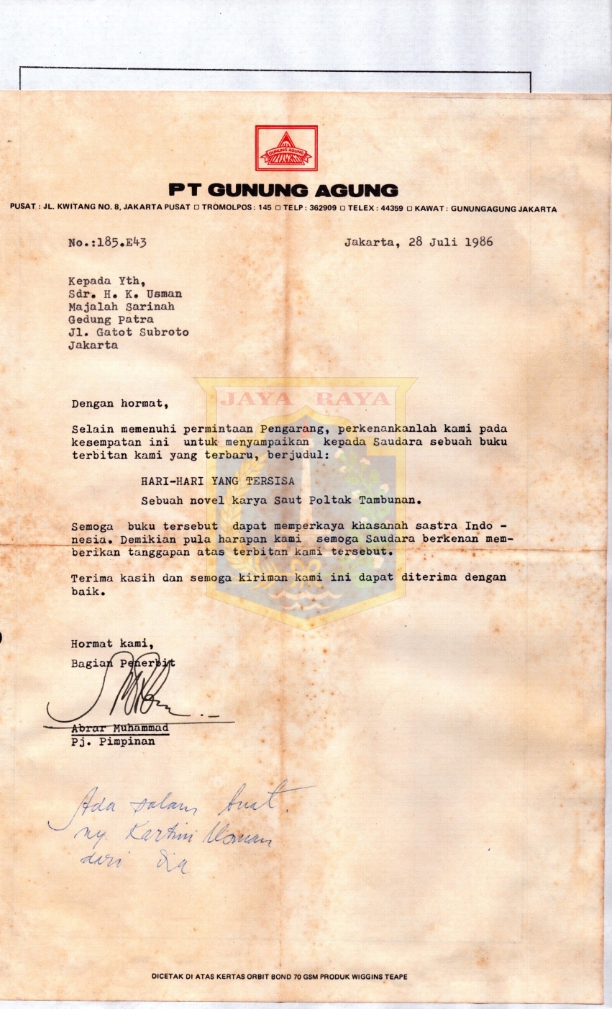 PT GUNUNG AGUNG
PUSAT : JL. KWITANG NO. 8, JAKARTA PUSAT □ TROMOLPOS : 145 □ TELP : 362909 □ TELEX : 44359 □ KAWAT : GUNUNGAGUNG JAKARTA
No.:185.E43 Jakarta, 28 Juli 1986
Kepada Yth,
Sdr. H. K. Usman
Majalah Sarinah
Gedung Patra
Jl. Gatot Subroto
Jakarta
JAYA RAYA
Dengan hormat,
Selain memenuhi permintaan Pengarang, perkenankanlah kami pada
kesempatan ini untuk menyampaikan kepada Saudara sebuah buku
terbitan kami yang terbaru, berjudul:
HARI-HARI YANG TERSISA
Sebuah novel karya Saut Poltak Tambunan.
Semoga buku tersebut dapat memperkaya khasanah sastra Indo -
nesia. Demikian pula harapan kami semoga Saudara berkenan mem-
berikan tanggapan atas terbitan kami tersebut.
Terima kasih dan semoga kiriman kami ini dapat diterima dengan
baik.
Hormat kami,
Bagian Penerbit
Abrar Muhammad
Pj. Pimpinan
Ada salam buat
ny. Kartini Usman
dari dia
DICETAK DI ATAS KERTAS ORBIT BOND 70 GSM PRODUK WIGGINS TEAPE